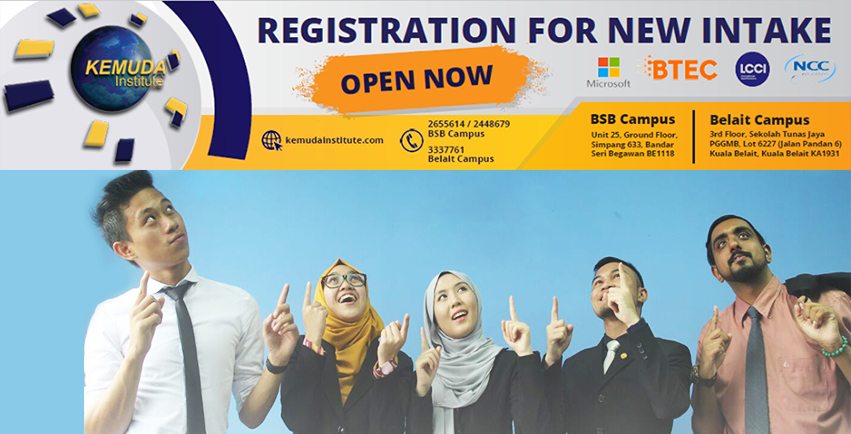 KEMUDA
Institute
REGISTRATION FOR NEW INTAKE
OPEN NOW
Microsoft
BTEC
LCCI
NCC
kemudainstitute.com
2655614 / 2448679
BSB Campus
3337761
Belait Campus
BSB Campus
Unit 25, Ground Floor,
Simpang 633, Bandar
Seri Begawan BE1118
Belait Campus
3rd Floor, Sekolah Tunas Jaya
PGGMB, Lot 6227 (Jalan Pandan 6)
Kuala Belait, Kuala Belait KA1931